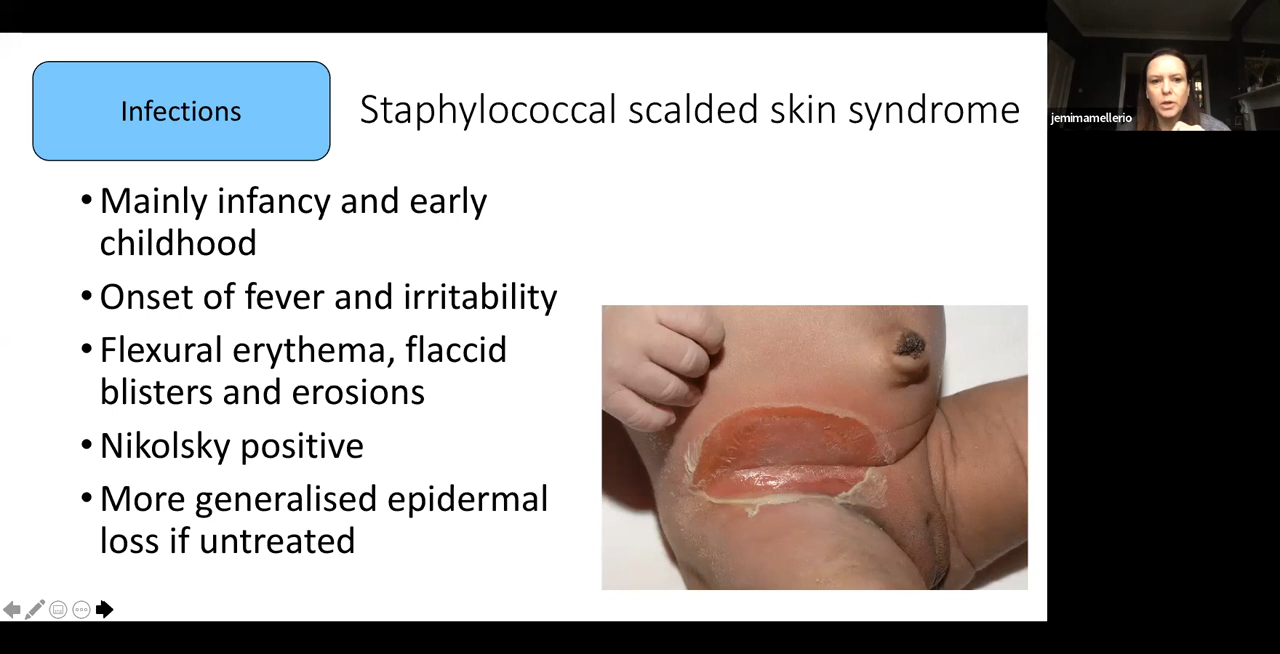 Infections
Staphylococcal scalded skin syndrome
jemimamellerio
•Mainly infancy and early
childhood
•Onset of fever and irritability
•Flexural erythema, flaccid
blisters and erosions
•Nikolsky positive
•More generalised epidermal
loss if untreated